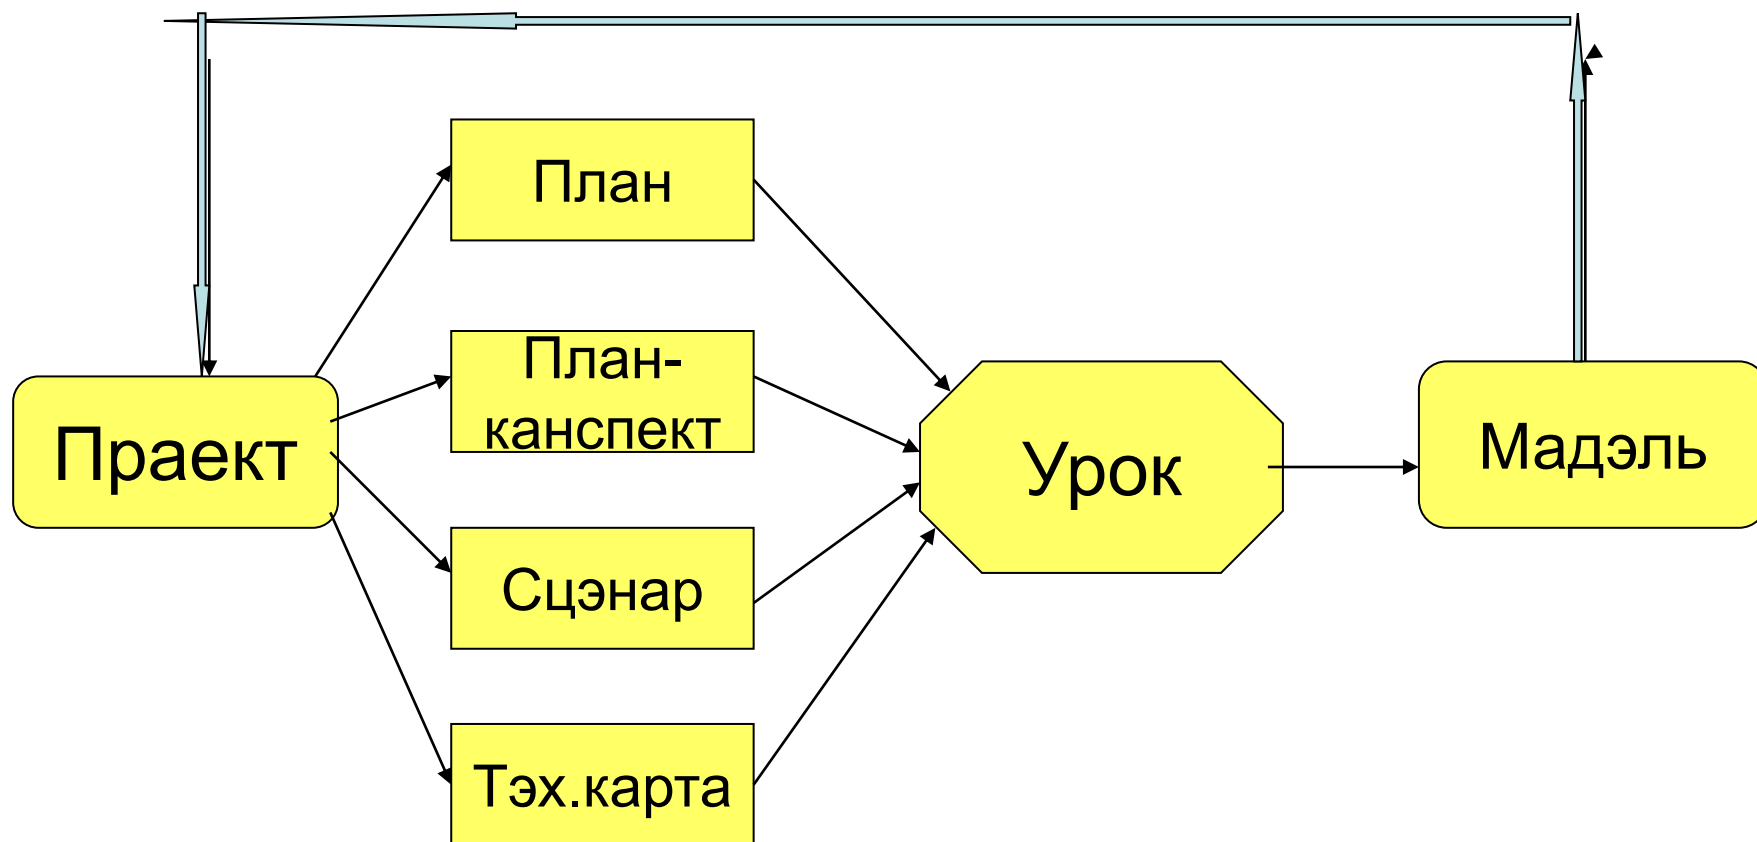 План
План-
канспект
Праект
Урок
Мадэль
Сцэнар
Тэх.карта